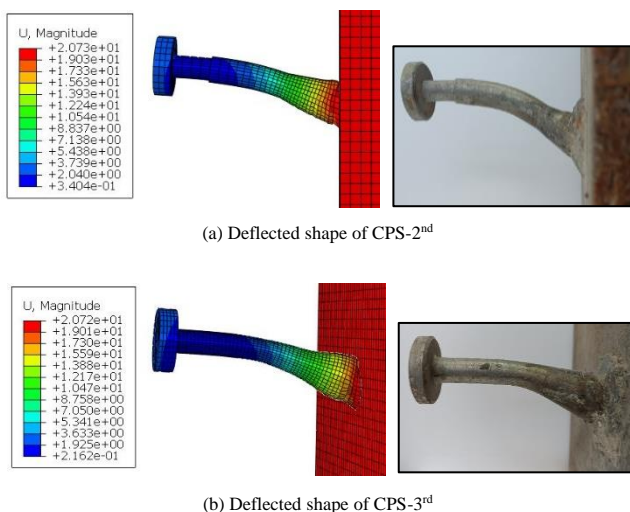 U, Magnitude
+2.073e+01
+1.903e+01
+1.733e+01
+1.563e+01
+1.393e+01
+1.224e+01
+1.054e+01
+8.837e+00
+7.138e+00
+5.438e+00
+3.739e+00
+2.040e+00
+3.404e-01
(a) Deflected shape of CPS-2nd
U, Magnitude
+2.072e+01
+1.901e+01
+1.730e+01
+1.559e+01
+1.388e+01
+1.217e+01
+1.047e+01
+8.758e+00
+7.050e+00
+5.341e+00
+3.633e+00
+1.925e+00
+2.162e-01
(b) Deflected shape of CPS-3rd